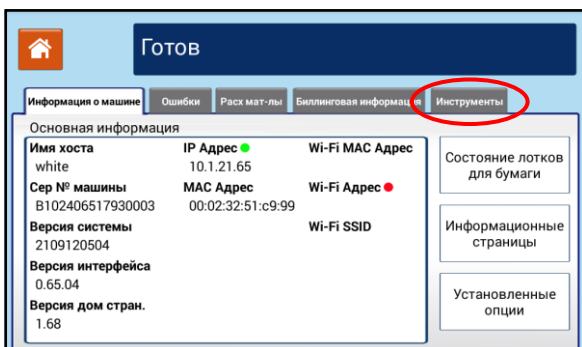 Готов
Информация о машине
Ошибки
Расх мат-лы
Биллинговая информация
Инструменты
Основная информация
Имя хоста
white
Сер № машины
B102406517930003
Версия системы
2109120504
Версия интерфейса
0.65.04
Версия дом стран.
1.68
IP Адрес
10.1.21.65
MAC Адрес
00:02:32:51:c9:99
Wi-Fi MAC Адрес
Wi-Fi Адрес
Wi-Fi SSID
Состояние лотков
для бумаги
Информационные
страницы
Установленные
опции